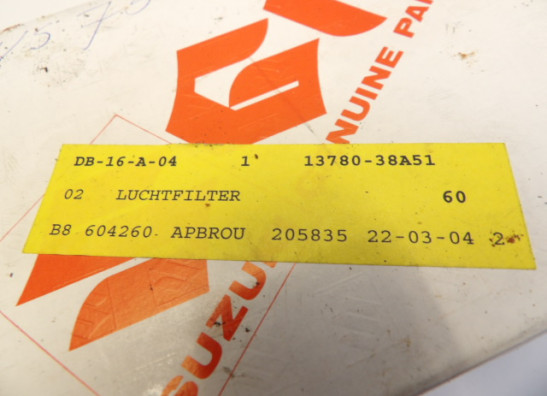 DB-16-A-04 1 13780-38A51
02 LUCHTFILTER 60
B8 604260 APBROU 205835 22-03-04 2
SUZU
NUINE PA